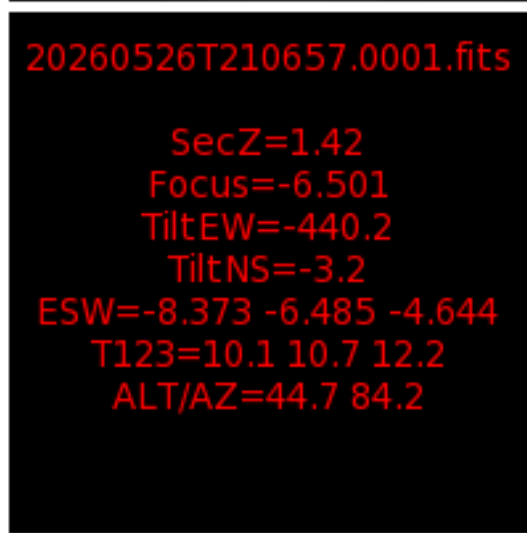 20260526T210657.0001.fits
SecZ=1.42
Focus=-6.501
TiltEW=-440.2
TiltNS=-3.2
ESW=-8.373 -6.485 -4.644
T123=10.1 10.7 12.2
ALT/AZ=44.7 84.2